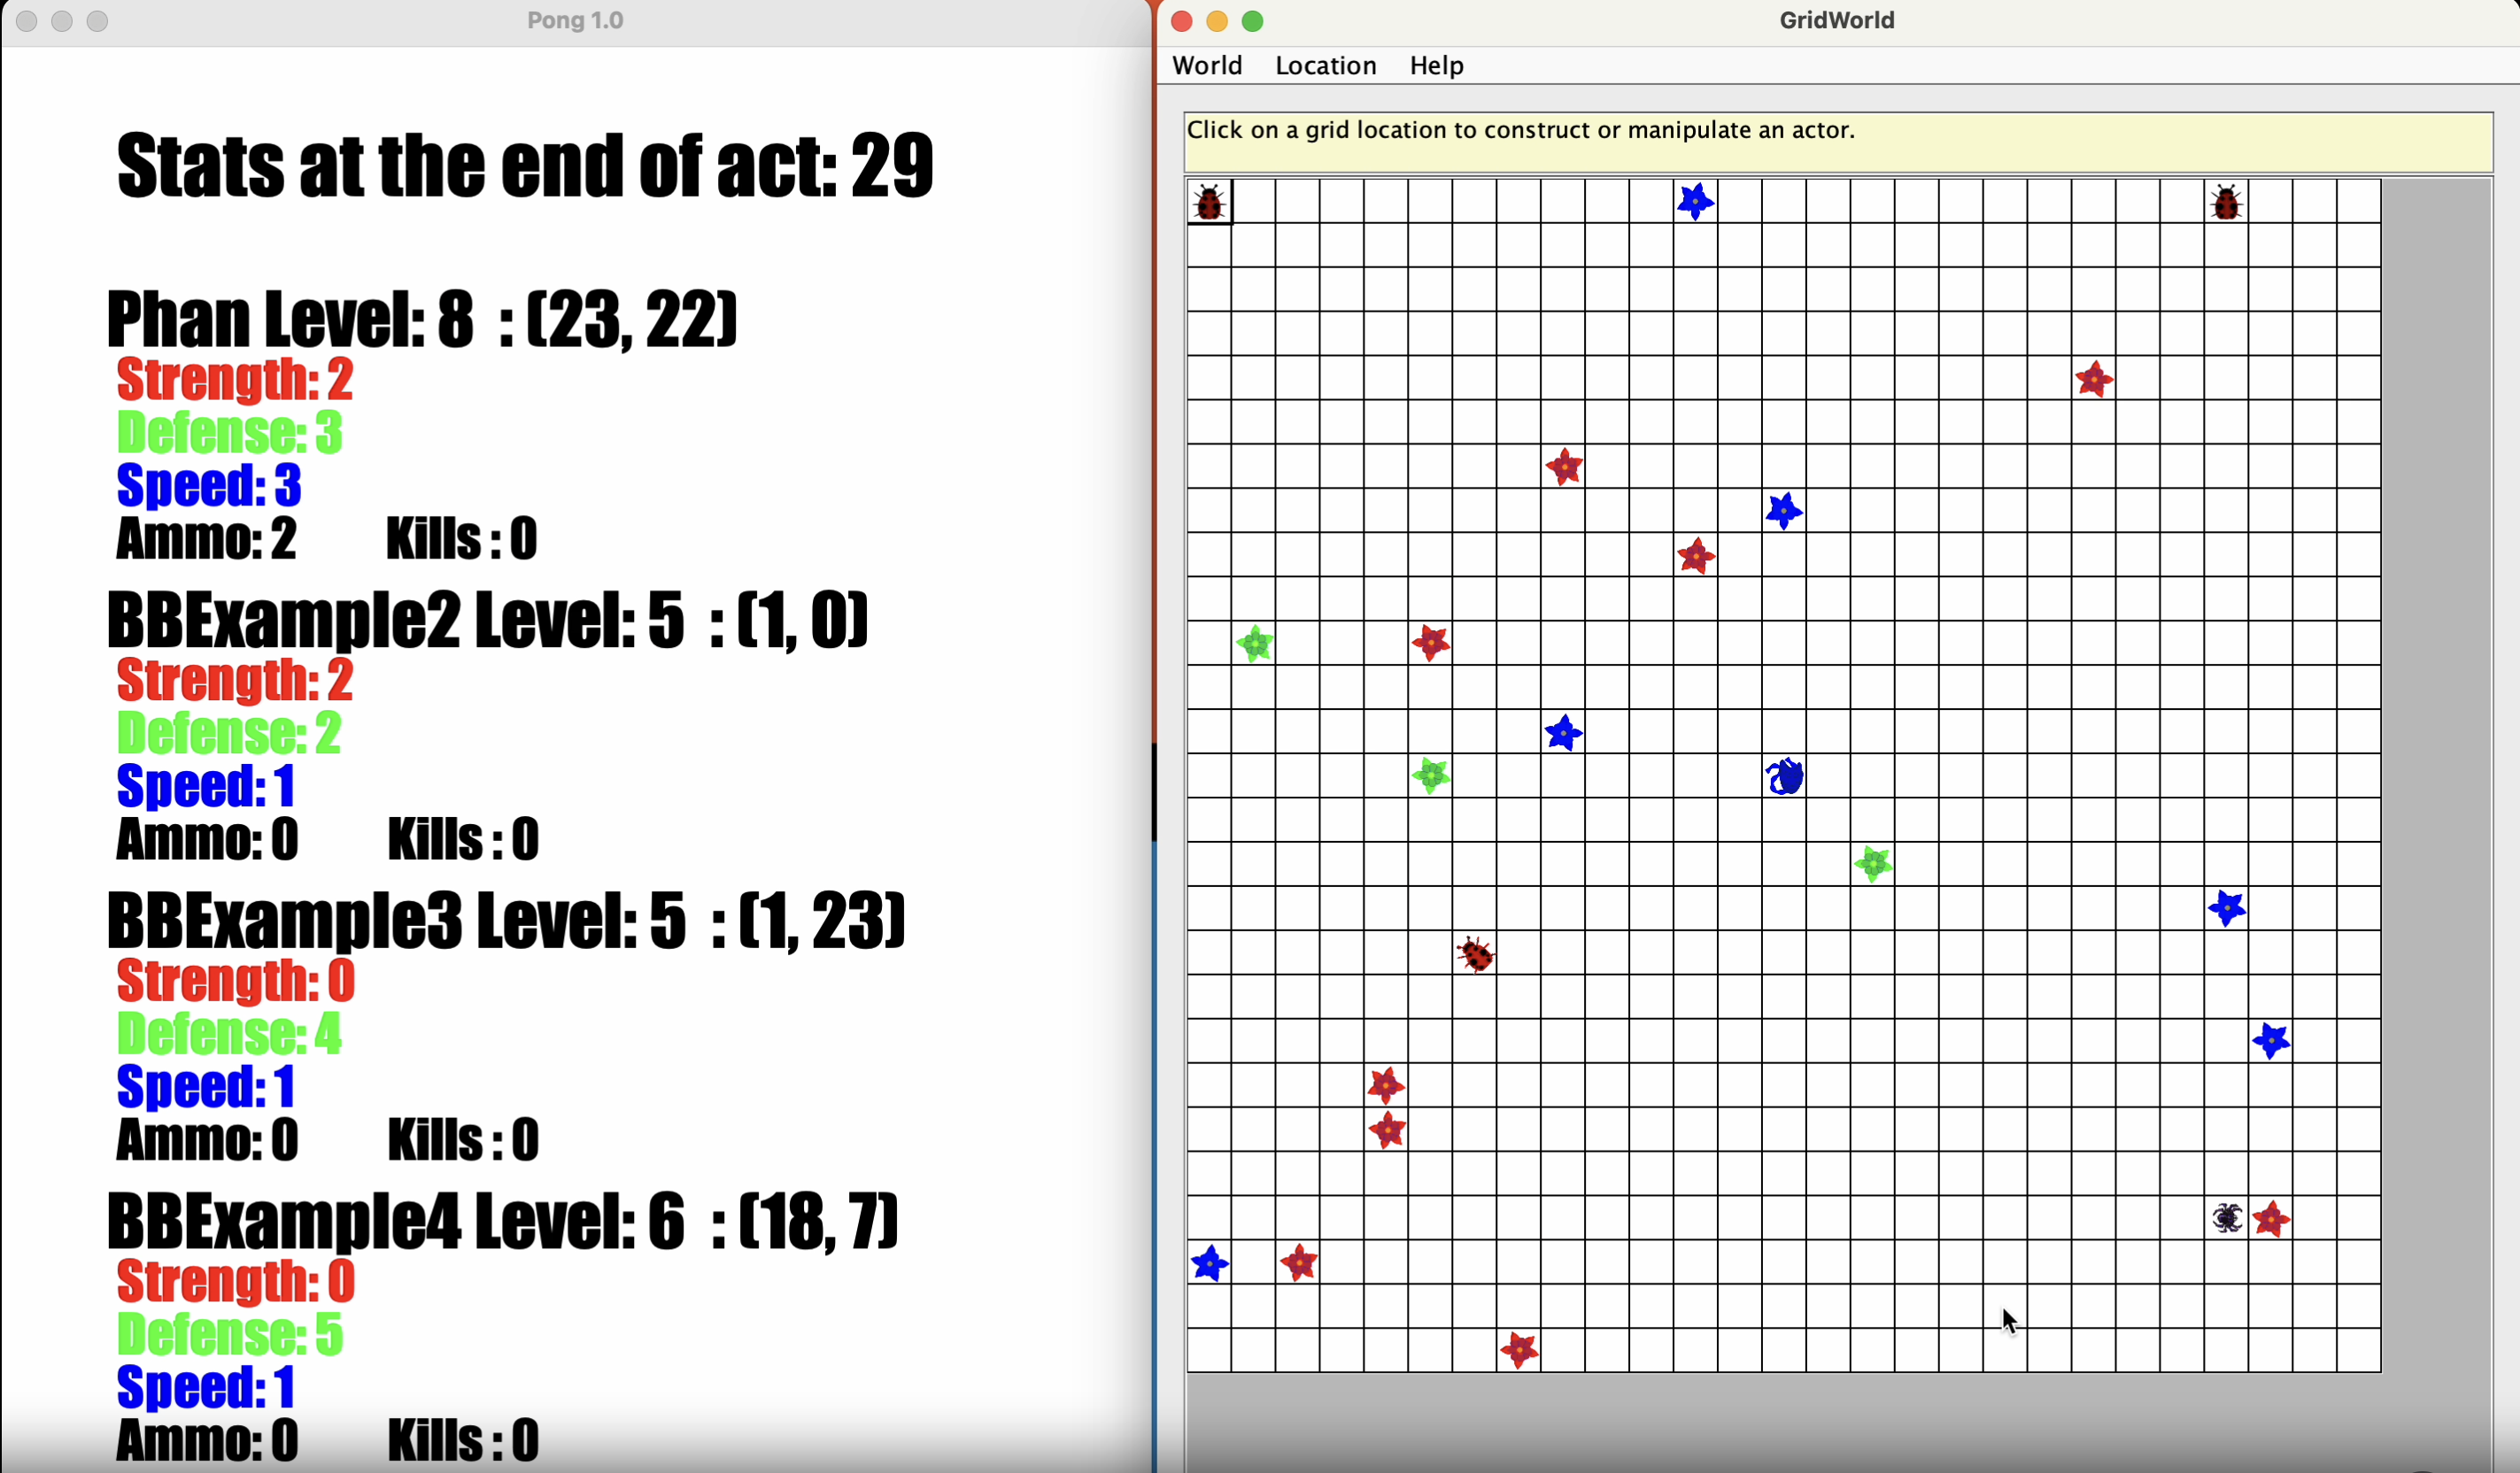 Pong 1.0
Stats at the end of act: 29
Phan Level: 8 : (23, 22)
Strength: 2
Defense: 3
Speed: 3
Ammo: 2 Kills : 0
BBExample2 Level: 5 : (1, 0)
Strength: 2
Defense: 2
Speed: 1
Ammo: 0 Kills : 0
BBExample3 Level: 5 : (1, 23)
Strength: 0
Defense: 4
Speed: 1
Ammo: 0 Kills : 0
BBExample4 Level: 6 : (18, 7)
Strength: 0
Defense: 5
Speed: 1
Ammo: 0 Kills : 0
GridWorld
World Location Help
Click on a grid location to construct or manipulate an actor.